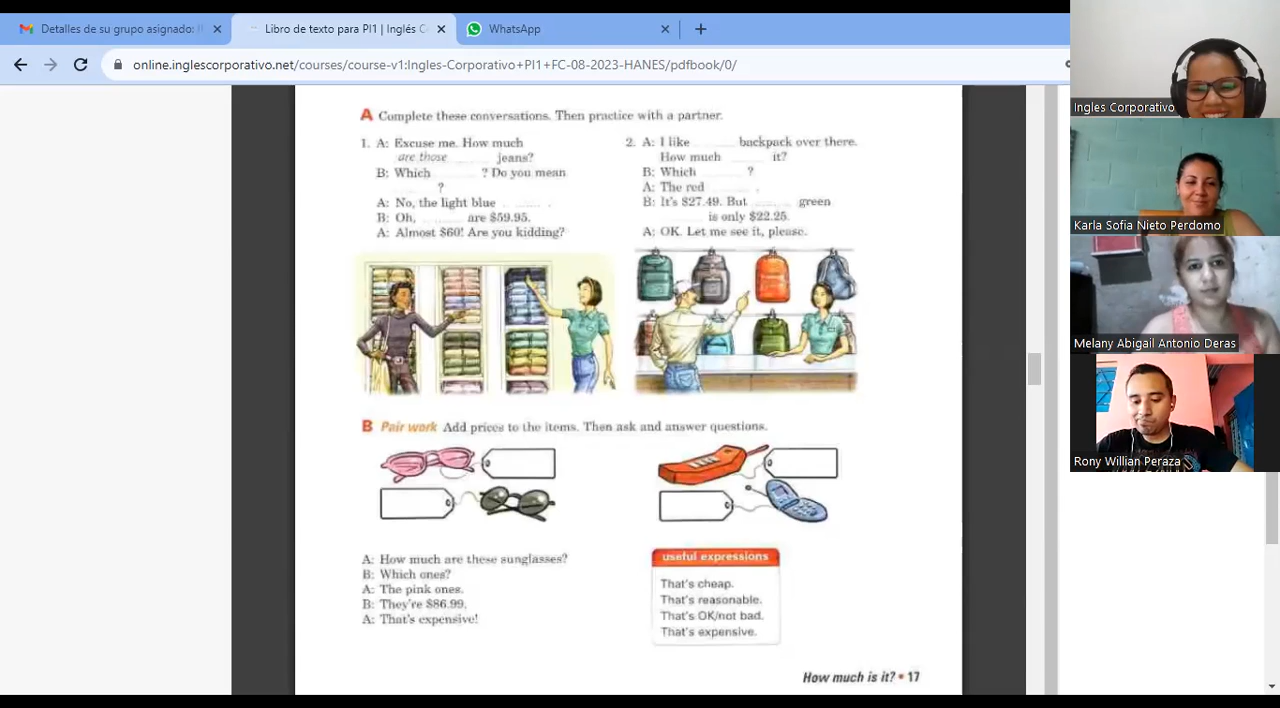 Detalles de su grupo asignado: I
Libro de texto para PI1 | Inglés C
WhatsApp
online.inglescorporativo.net/courses/course-v1:Ingles-Corporativo+PI1+FC-08-2023-HANES/pdfbook/0/
A Complete these conversations. Then practice with a partner.
1. A: Excuse me. How much
are those jeans?
B: Which ? Do you mean
?
A: No, the light blue .
B: Oh, are $59.95.
A: Almost $60! Are you kidding?
2. A: I like backpack over there.
How much it?
B: Which ?
A: The red .
B: It's $27.49. But green
is only $22.25.
A: OK. Let me see it, please.
B Pair work Add prices to the items. Then ask and answer questions.
A: How much are these sunglasses?
B: Which ones?
A: The pink ones.
B: They're $86.99.
A: That's expensive!
useful expressions
That's cheap.
That's reasonable.
That's OK/not bad.
That's expensive.
How much is it? • 17
Ingles Corporativo
Karla Sofia Nieto Perdomo
Melany Abigail Antonio Deras
Rony Willian Peraza